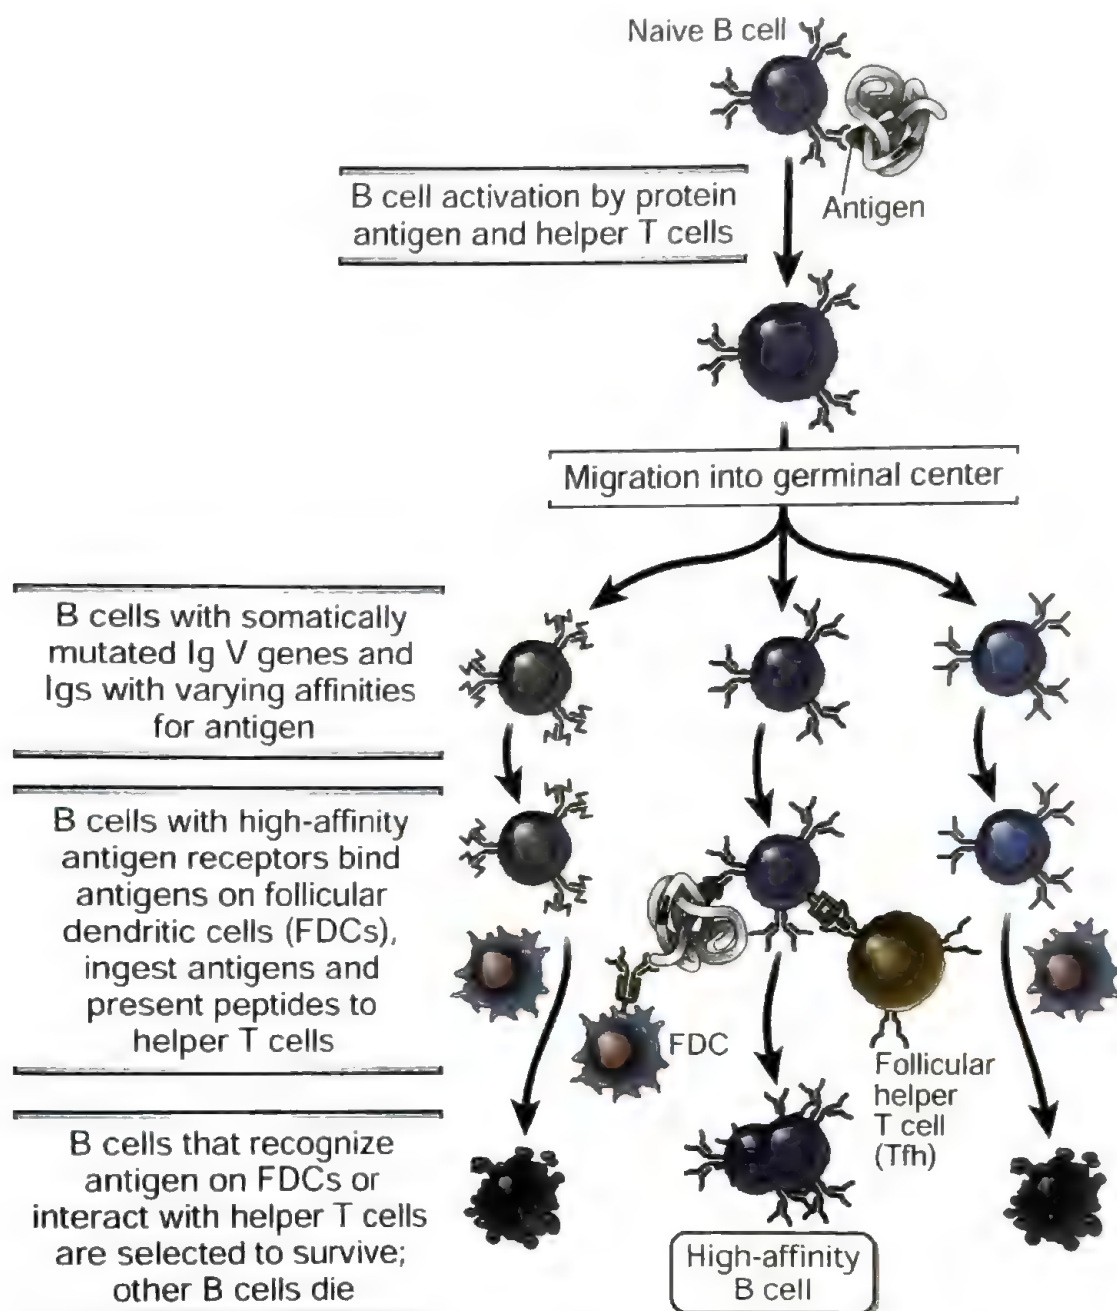 Naive B cell
Antigen
B cell activation by protein
antigen and helper T cells
Migration into germinal center
B cells with somatically
mutated Ig V genes and
Igs with varying affinities
for antigen
B cells with high-affinity
antigen receptors bind
antigens on follicular
dendritic cells (FDCs),
ingest antigens and
present peptides to
helper T cells
FDC
Follicular
helper
T cell
(Tfh)
B cells that recognize
antigen on FDCs or
interact with helper T cells
are selected to survive;
other B cells die
High-affinity
B cell